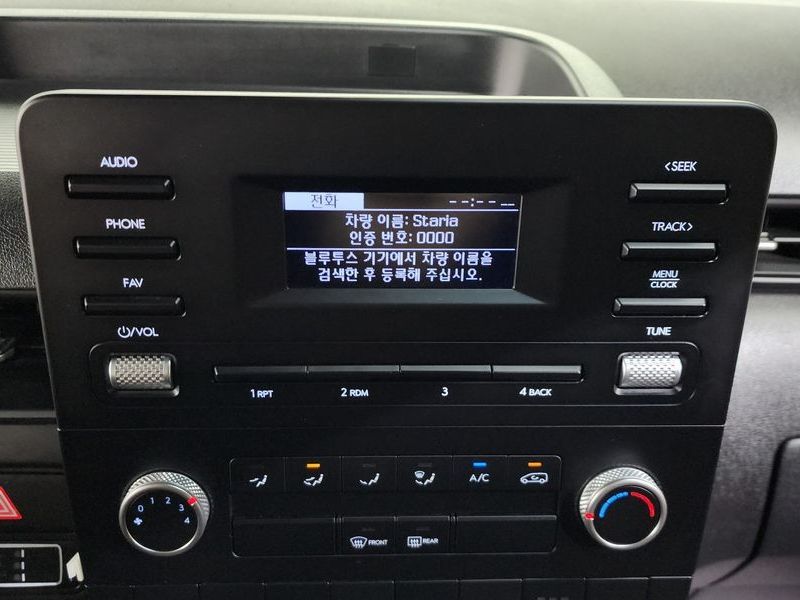 AUDIO
PHONE
FAV
⏻/VOL
전화
--:-- __
차량 이름: Staria
인증 번호: 0000
블루투스 기기에서 차량 이름을
검색한 후 등록해 주십시오.
<SEEK
TRACK>
MENU
CLOCK
TUNE
1 RPT
2 RDM
3
4 BACK
0 1 2 3 4
A/C
FRONT
REAR